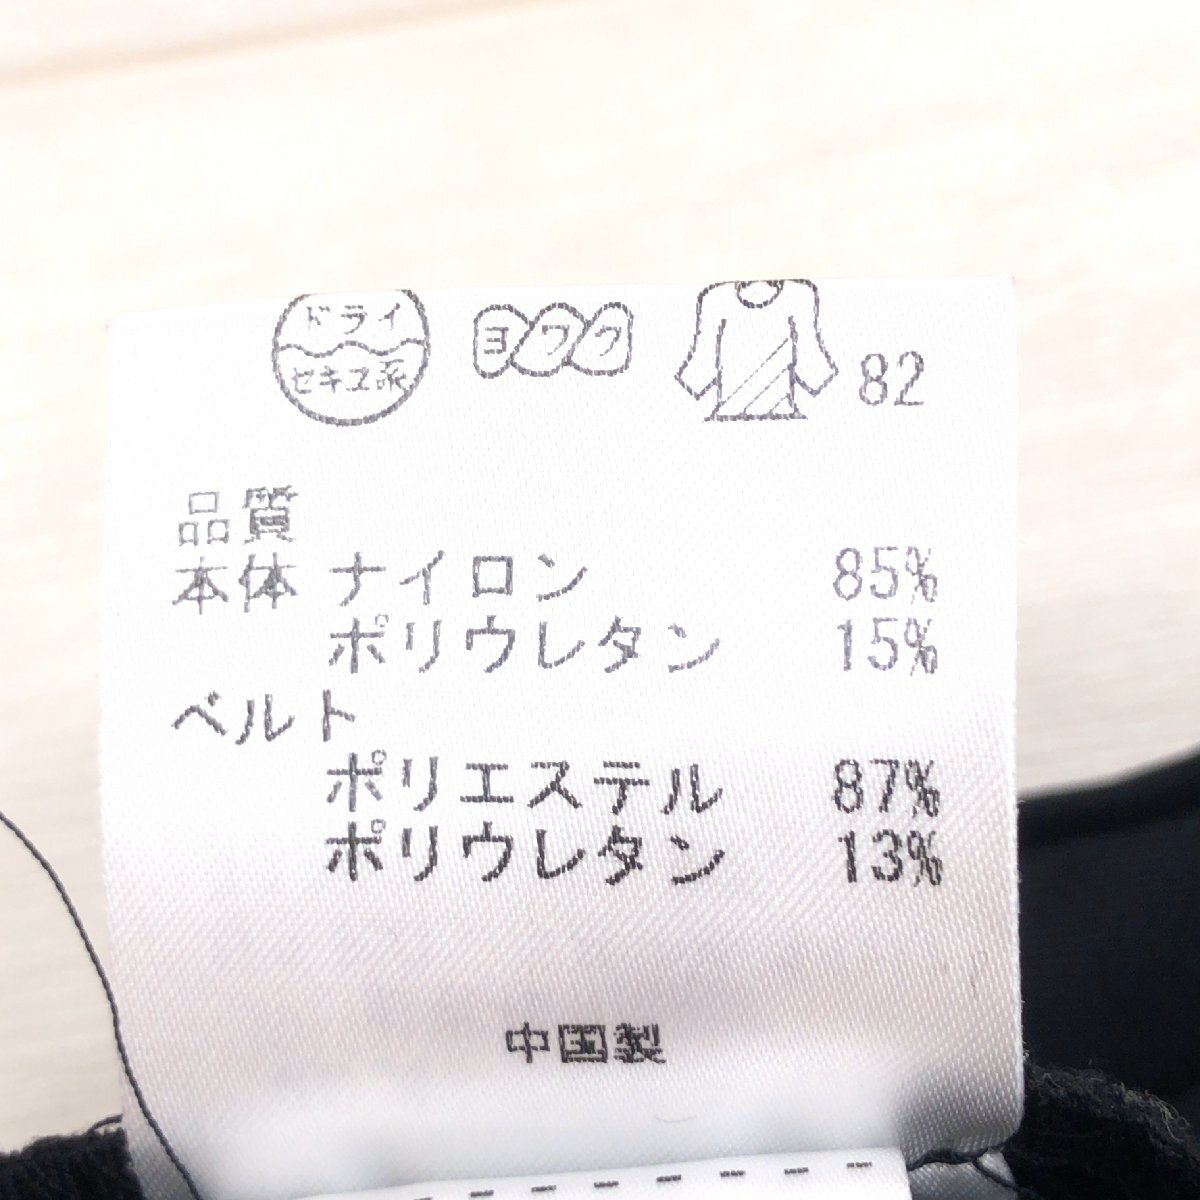 ドライ
セキユ系
ヨワク
82
品質
本体 ナイロン 85%
ポリウレタン 15%
ベルト
ポリエステル 87%
ポリウレタン 13%
中国製